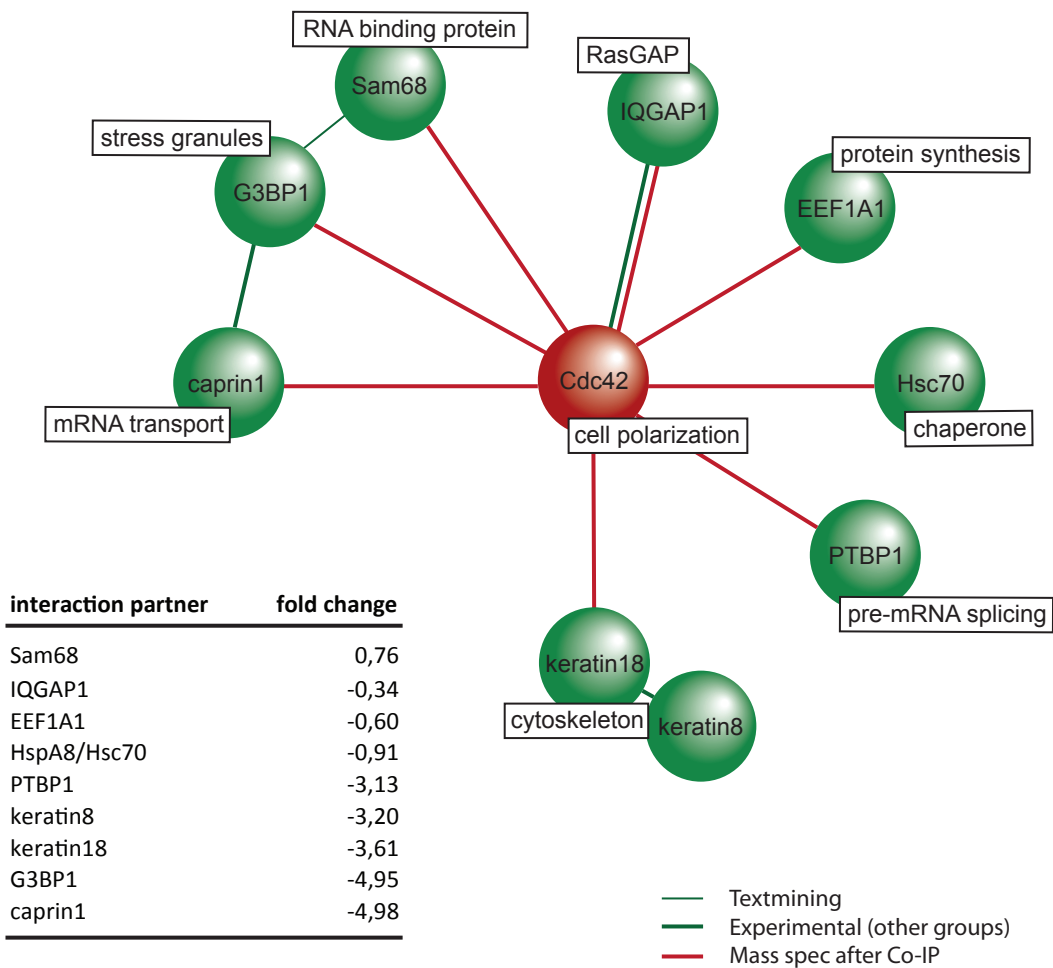 RNA binding protein
Sam68
RasGAP
IQGAP1
stress granules
G3BP1
protein synthesis
EEF1A1
caprin1
mRNA transport
Cdc42
cell polarization
Hsc70
chaperone
PTBP1
pre-mRNA splicing
keratin18
cytoskeleton
keratin8
interaction partner fold change
Sam68 0,76
IQGAP1 -0,34
EEF1A1 -0,60
HspA8/Hsc70 -0,91
PTBP1 -3,13
keratin8 -3,20
keratin18 -3,61
G3BP1 -4,95
caprin1 -4,98
Textmining
Experimental (other groups)
Mass spec after Co-IP